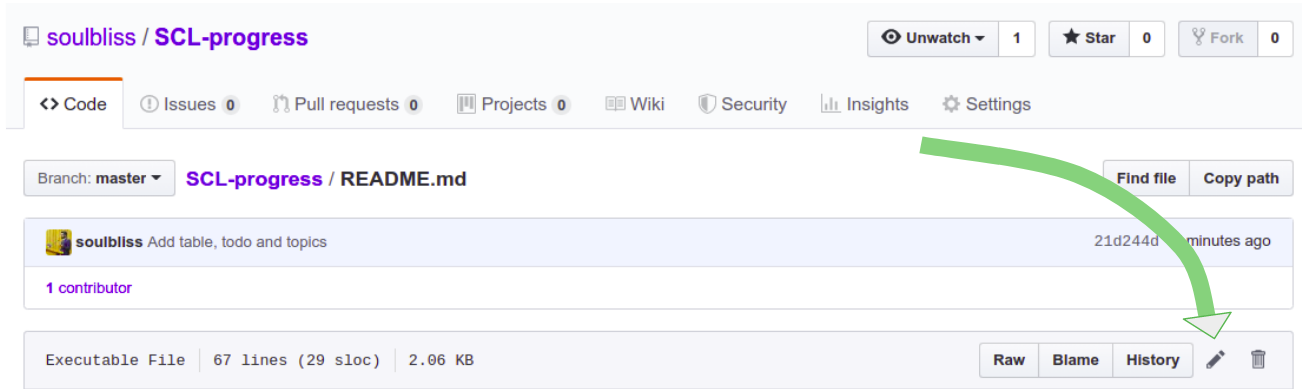 soulbliss / SCL-progress Unwatch 1 Star 0 Fork 0
Code Issues 0 Pull requests 0 Projects 0 Wiki Security Insights Settings
Branch: master SCL-progress / README.md Find file Copy path
soulbliss Add table, todo and topics 21d244d minutes ago
1 contributor
Executable File 67 lines (29 sloc) 2.06 KB Raw Blame History